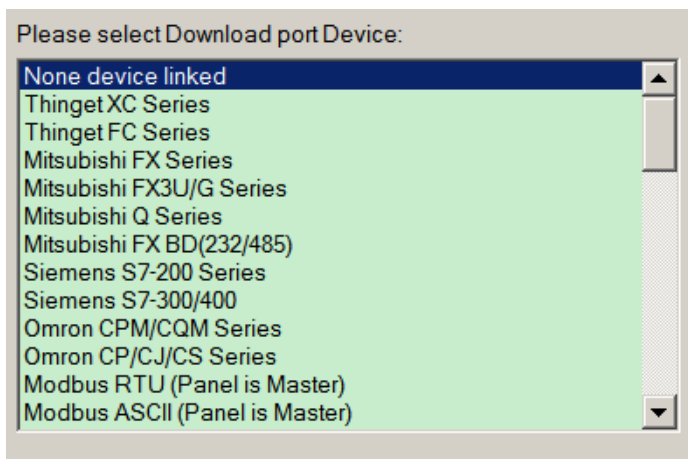 Please select Download port Device:
None device linked
Thinget XC Series
Thinget FC Series
Mitsubishi FX Series
Mitsubishi FX3U/G Series
Mitsubishi Q Series
Mitsubishi FX BD(232/485)
Siemens S7-200 Series
Siemens S7-300/400
Omron CPM/CQM Series
Omron CP/CJ/CS Series
Modbus RTU (Panel is Master)
Modbus ASCII (Panel is Master)